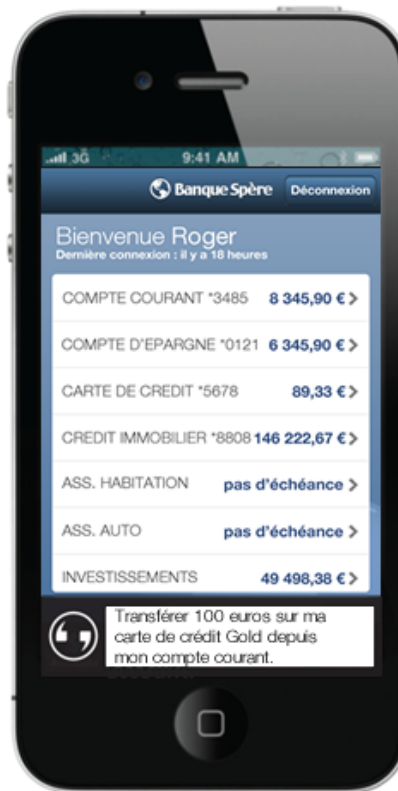 3G 9:41 AM
Banque Spère Déconnexion
Bienvenue Roger
Dernière connexion : il y a 18 heures
COMPTE COURANT *3485 8 345,90 €
COMPTE D'EPARGNE *0121 6 345,90 €
CARTE DE CREDIT *5678 89,33 €
CREDIT IMMOBILIER *8808 146 222,67 €
ASS. HABITATION pas d'échéance
ASS. AUTO pas d'échéance
INVESTISSEMENTS 49 498,38 €
Transférer 100 euros sur ma
carte de crédit Gold depuis
mon compte courant.